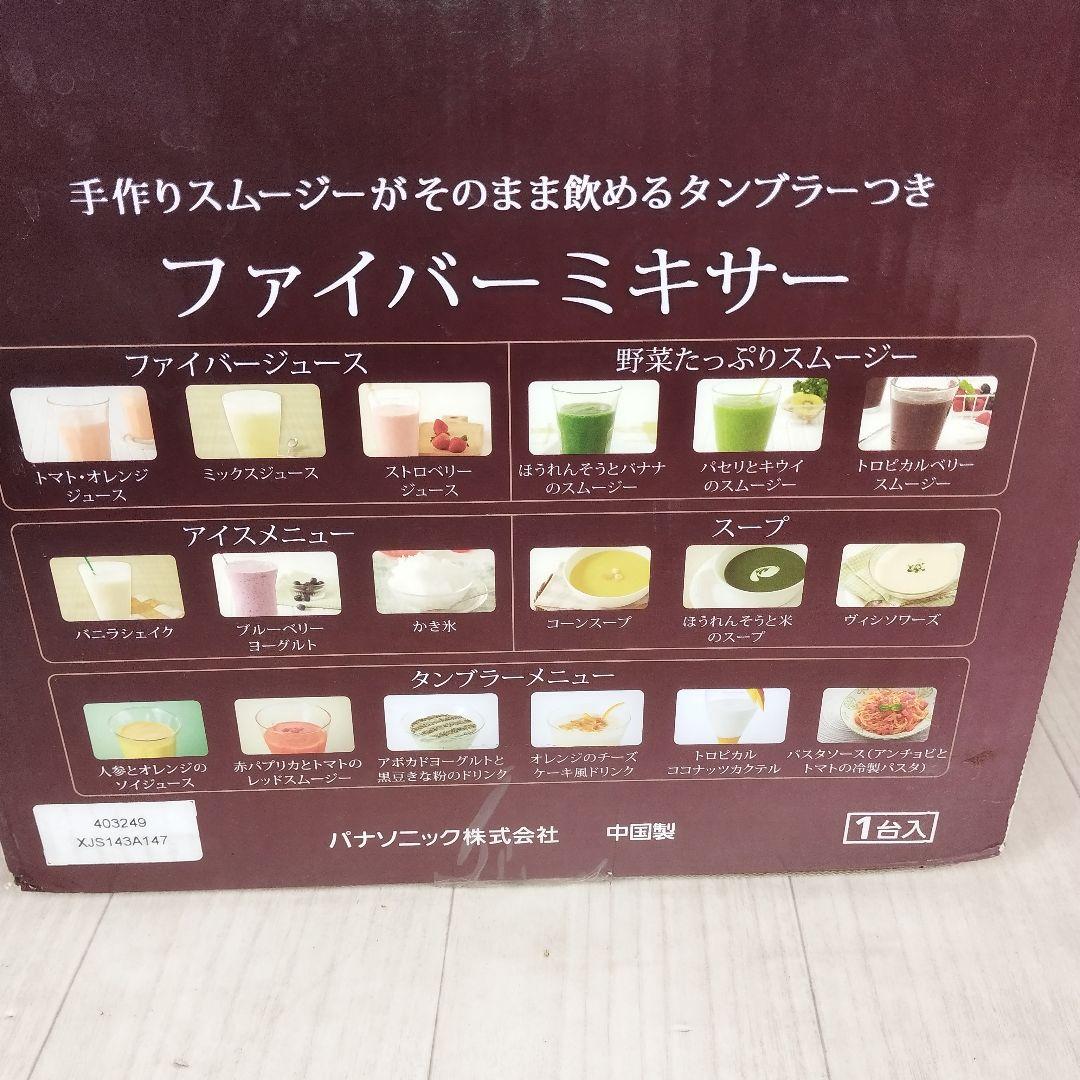 手作りスムージーがそのまま飲めるタンブラーつき
ファイバーミキサー
ファイバージュース
トマト・オレンジ
ジュース
ミックスジュース
ストロベリー
ジュース
野菜たっぷりスムージー
ほうれんそうとバナナ
のスムージー
パセリとキウイ
のスムージー
トロピカルベリー
スムージー
アイスメニュー
バニラシェイク
ブルーベリー
ヨーグルト
かき氷
スープ
コーンスープ
ほうれんそうと米
のスープ
ヴィシソワーズ
タンブラーメニュー
人参とオレンジの
ソイジュース
赤パプリカとトマトの
レッドスムージー
アボカドヨーグルトと
黒豆きな粉のドリンク
オレンジのチーズ
ケーキ風ドリンク
トロピカル
ココナッツカクテル
パスタソース(アンチョビと
トマトの冷製パスタ)
403249
XJS143A147
パナソニック株式会社 中国製
1台入